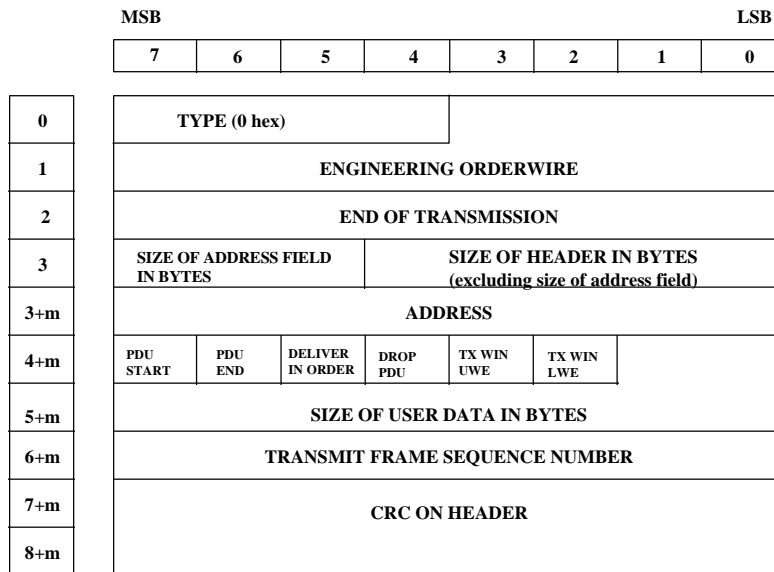 MSB LSB
7 6 5 4 3 2 1 0
0 TYPE (0 hex)
1 ENGINEERING ORDERWIRE
2 END OF TRANSMISSION
3 SIZE OF ADDRESS FIELD IN BYTES SIZE OF HEADER IN BYTES (excluding size of address field)
3+m ADDRESS
4+m PDU START PDU END DELIVER IN ORDER DROP PDU TX WIN UWE TX WIN LWE
5+m SIZE OF USER DATA IN BYTES
6+m TRANSMIT FRAME SEQUENCE NUMBER
7+m CRC ON HEADER
8+m